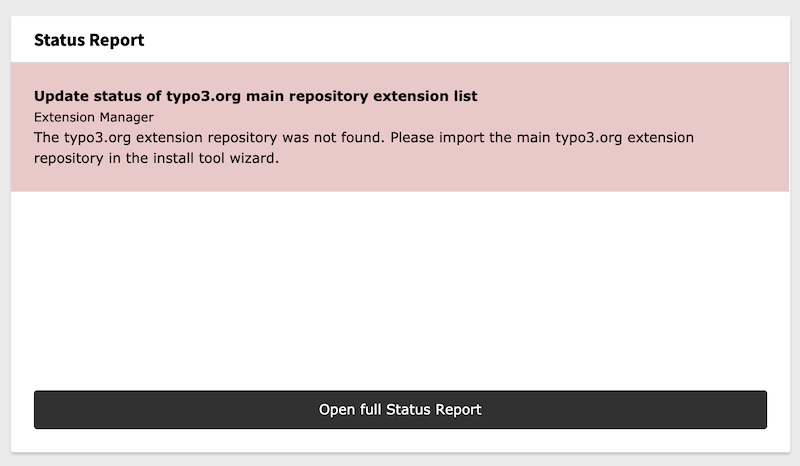 Status Report
Update status of typo3.org main repository extension list
Extension Manager
The typo3.org extension repository was not found. Please import the main typo3.org extension
repository in the install tool wizard.
Open full Status Report